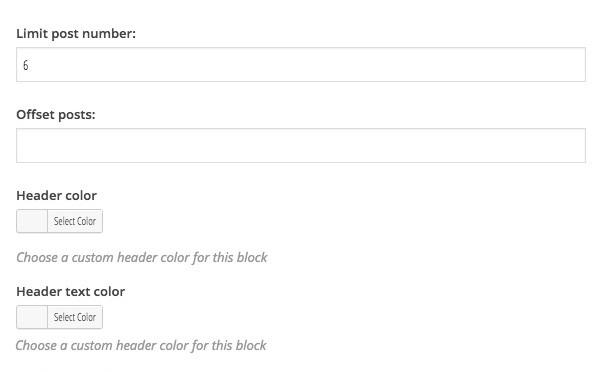 Limit post number:
6
Offset posts:
Header color
Select Color
Choose a custom header color for this block
Header text color
Select Color
Choose a custom header color for this block